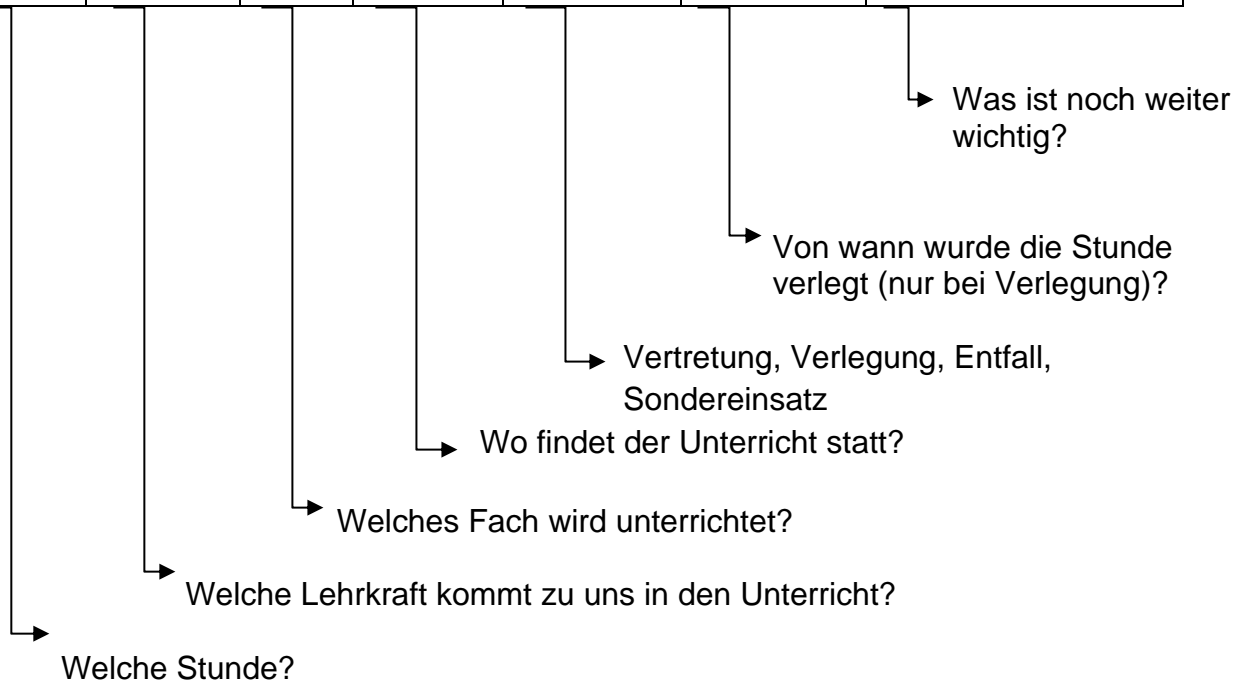 Was ist noch weiter
wichtig?
Von wann wurde die Stunde
verlegt (nur bei Verlegung)?
Vertretung, Verlegung, Entfall,
Sondereinsatz
Wo findet der Unterricht statt?
Welches Fach wird unterrichtet?
Welche Lehrkraft kommt zu uns in den Unterricht?
Welche Stunde?